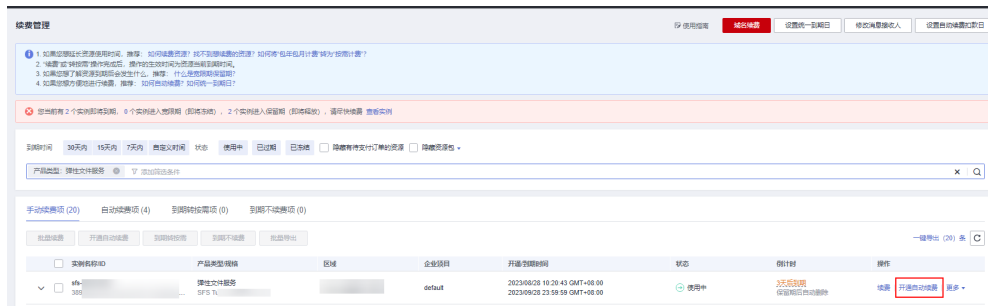 续费管理
使用指南 域名续费 设置统一到期日 修改消息接收人 设置自动续费扣款日
1. 如果您想延长资源使用时间，推荐： 如何续费资源？找不到想续费的资源？如何将"包年包月计费"转为"按需计费"？
2. "续费"或"转按需"操作完成后，操作的生效时间为资源当前到期时间。
3. 如果您想了解资源到期后会发生什么，推荐： 什么是宽限期保留期？
4. 如果您想方便地进行续费，推荐： 如何自动续费？如何统一到期日？
您当前有 2 个实例即将到期， 0 个实例进入宽限期（即将冻结）， 2 个实例进入保留期（即将释放），请尽快续费 查看实例
到期时间 30天内 15天内 7天内 自定义时间 状态 使用中 已过期 已冻结 隐藏有待支付订单的资源 隐藏资源包
产品类型：弹性文件服务 添加筛选条件
手动续费项 (20) 自动续费项 (4) 到期转按需项 (0) 到期不续费项 (0)
批量续费 开通自动续费 到期转按需 到期不续费 批量导出 一键导出（20）条
实例名称/ID 产品类型/规格 区域 企业项目 开通/到期时间 状态 倒计时 操作
sfs- 弹性文件服务 default 2023/08/28 10:20:43 GMT+08:00 使用中 3天后到期 续费 开通自动续费 更多
389 SFS Tu 2023/09/28 23:59:59 GMT+08:00 保留期后自动删除